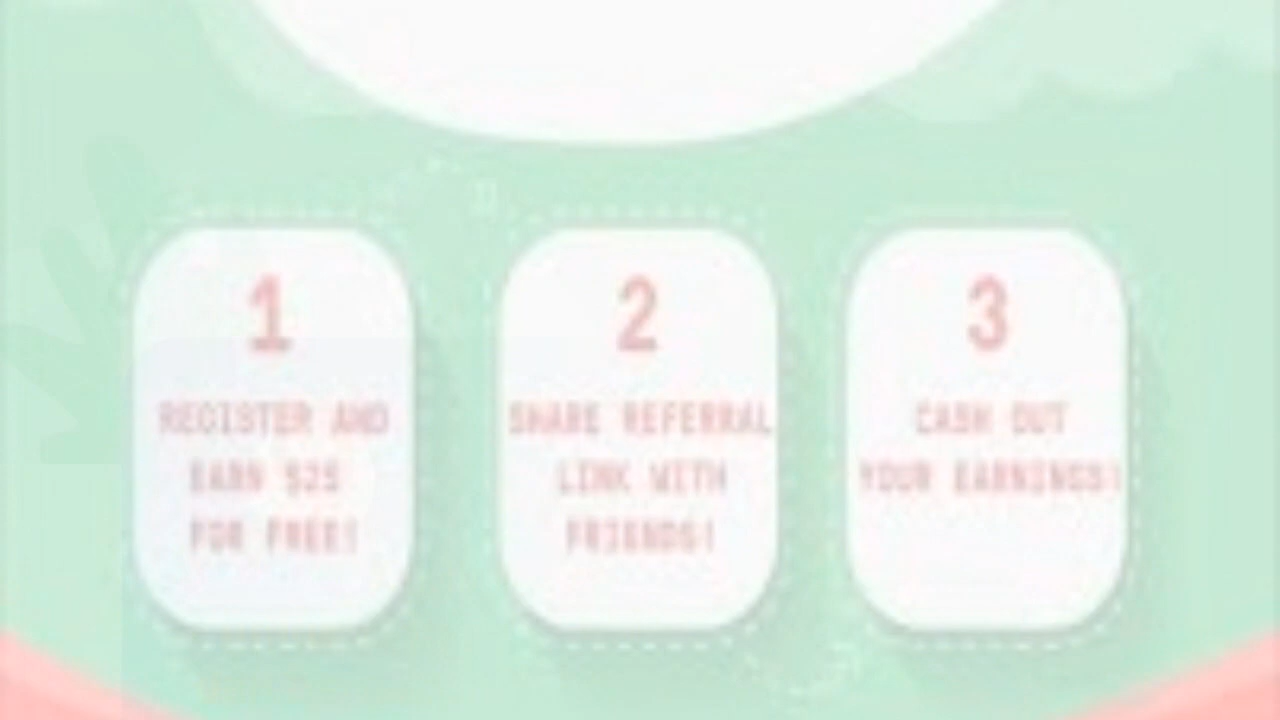 1
REGISTER AND
EARN $25
FOR FREE!
2
SHARE REFERRAL
LINK WITH
FRIENDS!
3
CASH OUT
YOUR EARNINGS!